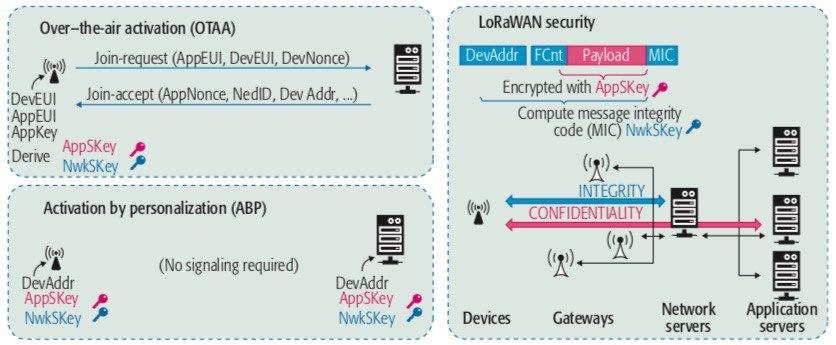 Over–the–air activation (OTAA)
Join-request (AppEUI, DevEUI, DevNonce)
Join-accept (AppNonce, NedID, Dev Addr, ...)
DevEUI
AppEUI
AppKey
Derive AppSKey
NwkSKey
Activation by personalization (ABP)
(No signaling required)
DevAddr
AppSKey
NwkSKey
DevAddr
AppSKey
NwkSKey
LoRaWAN security
DevAddr FCnt Payload MIC
Encrypted with AppSKey
Compute message integrity
code (MIC) NwkSKey
INTEGRITY
CONFIDENTIALITY
Devices Gateways Network servers Application servers